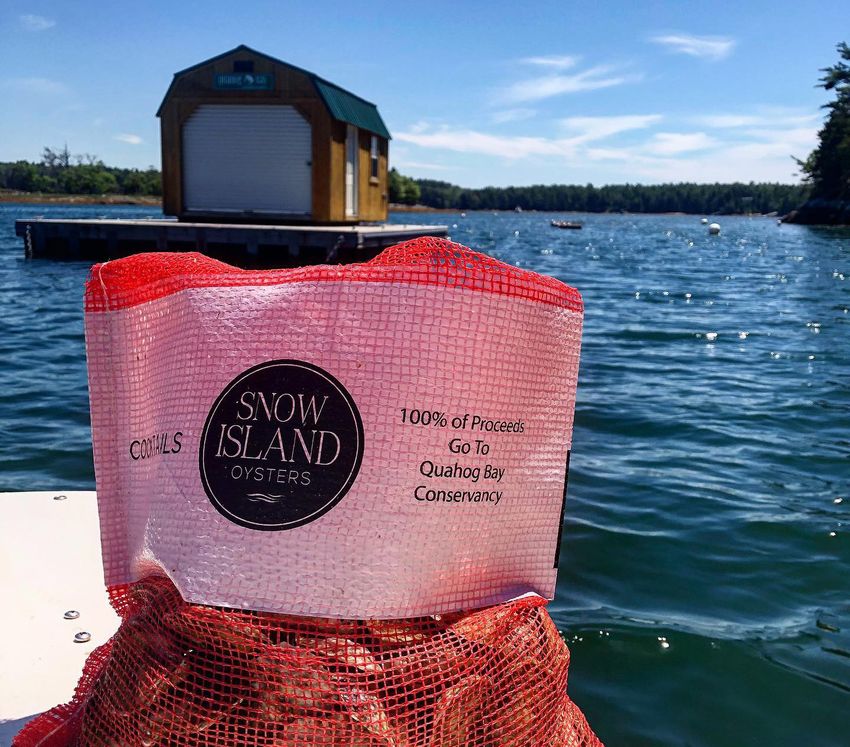 COCKTAILS
SNOW
ISLAND
OYSTERS
100% of Proceeds
Go To
Quahog Bay
Conservancy